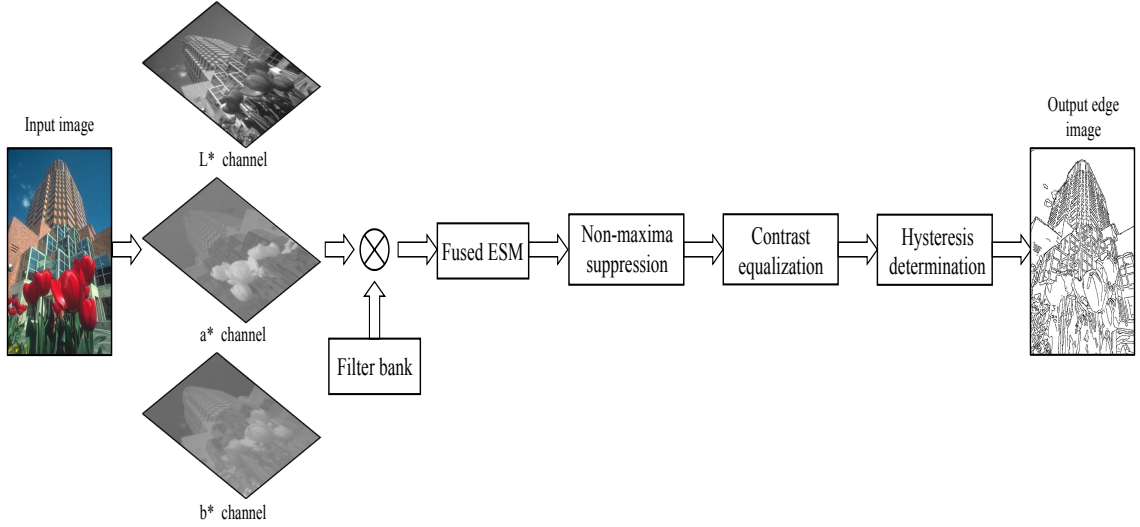 Input image
L* channel
a* channel
b* channel
Filter bank
Fused ESM
Non-maxima
suppression
Contrast
equalization
Hysteresis
determination
Output edge
image